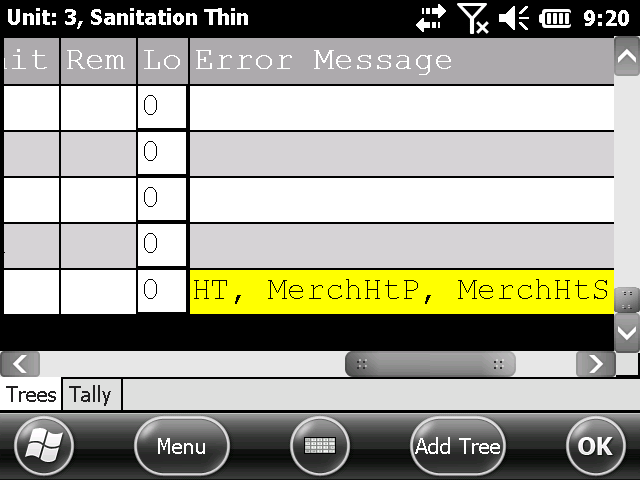 Unit: 3, Sanitation Thin 9:20
it Rem Lo Error Message
0
0
0
0
0 HT, MerchHtP, MerchHtS
Trees Tally
Menu Add Tree OK